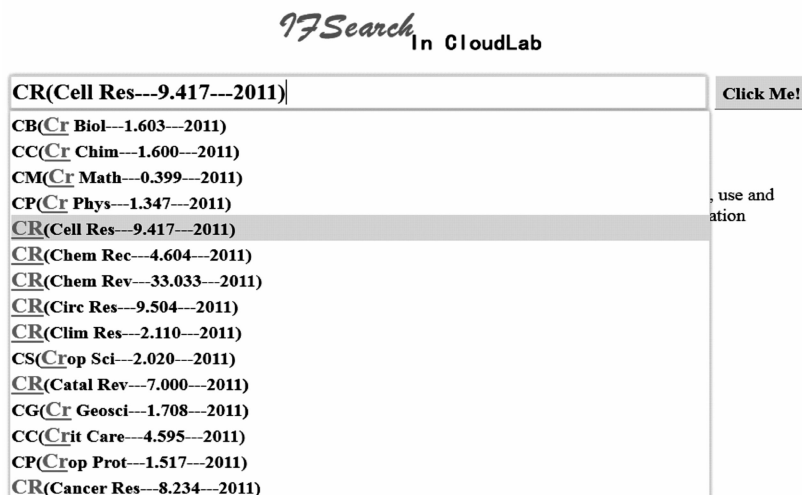 IFSearch
In CloudLab
CR(Cell Res---9.417---2011)
Click Me!
CB(Cr Biol---1.603---2011)
CC(Cr Chim---1.600---2011)
CM(Cr Math---0.399---2011)
CP(Cr Phys---1.347---2011)
, use and
CR(Cell Res---9.417---2011)
ation
CR(Chem Rec---4.604---2011)
CR(Chem Rev---33.033---2011)
CR(Circ Res---9.504---2011)
CR(Clim Res---2.110---2011)
CS(Crop Sci---2.020---2011)
CR(Catal Rev---7.000---2011)
CG(Cr Geosci---1.708---2011)
CC(Crit Care---4.595---2011)
CP(Crop Prot---1.517---2011)
CR(Cancer Res---8.234---2011)